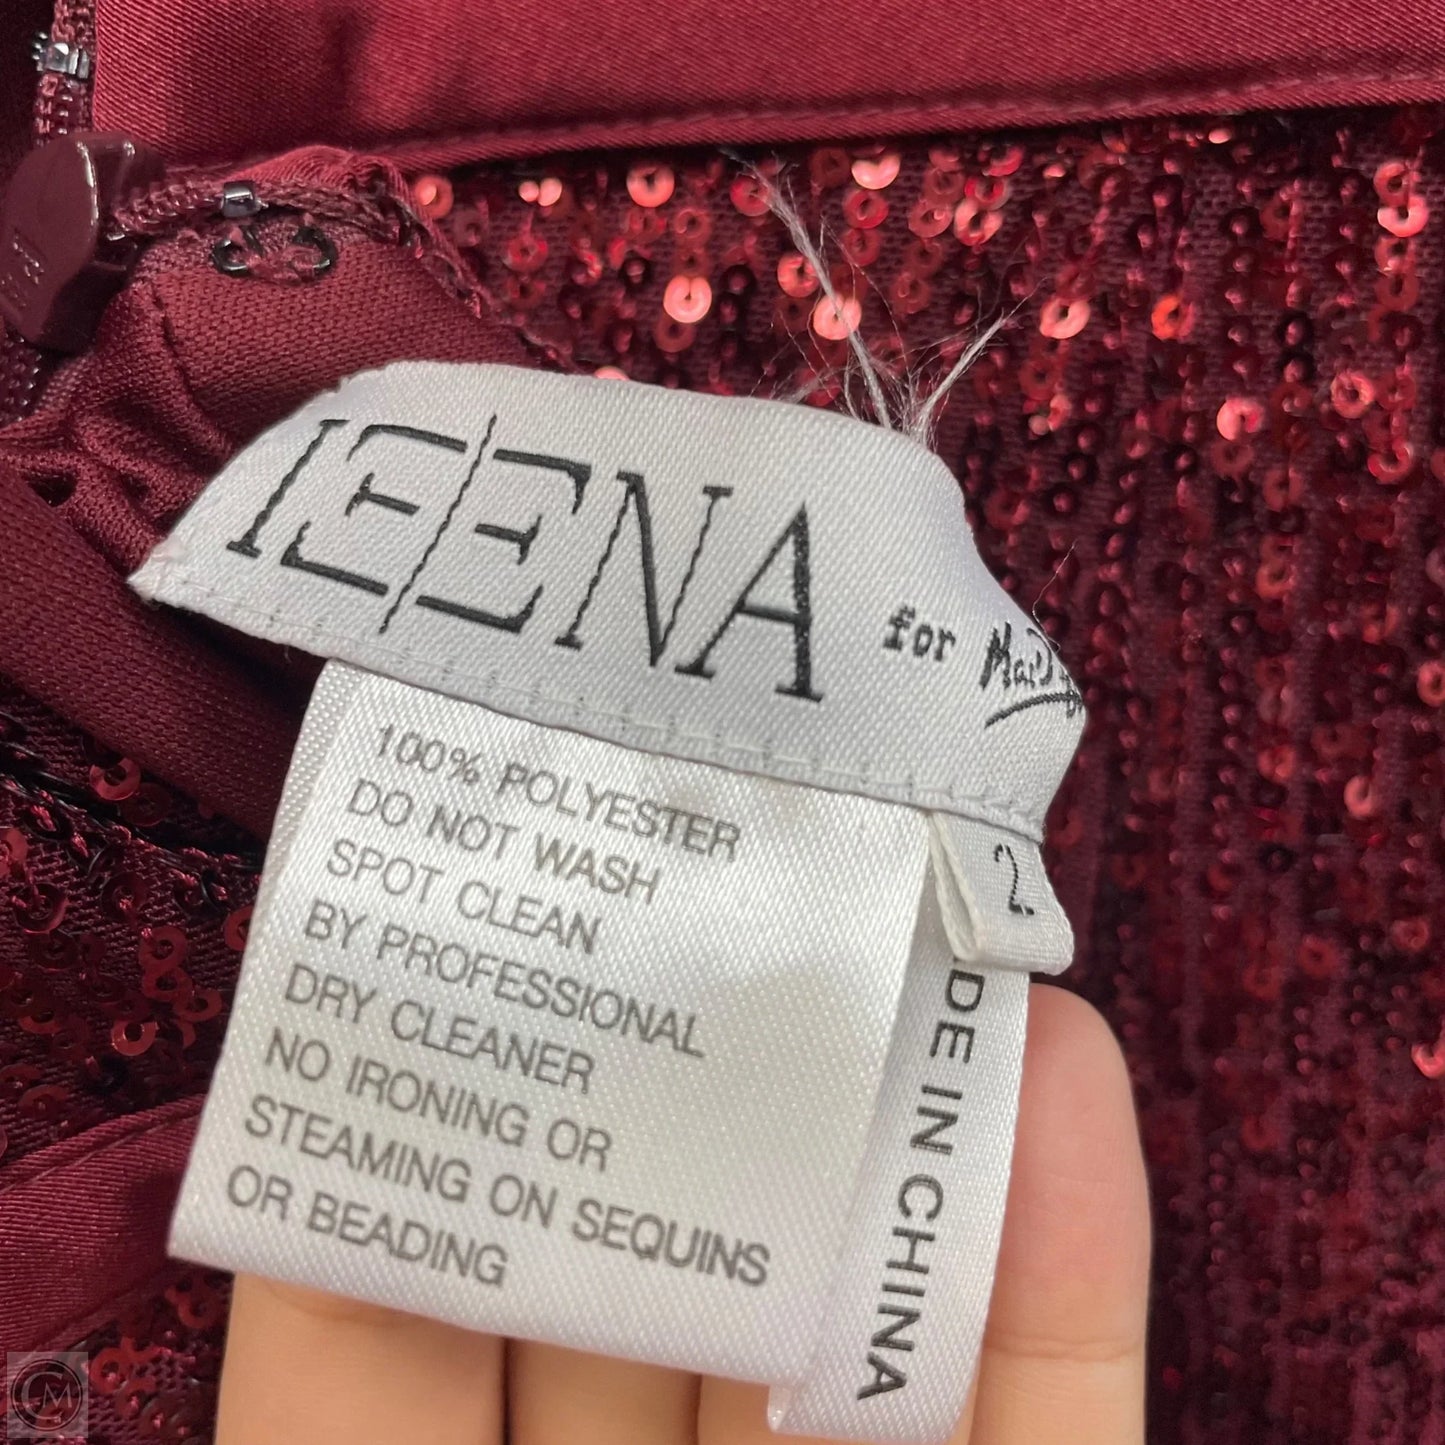 IEENA for Mac D
100% POLYESTER
DO NOT WASH
SPOT CLEAN
BY PROFESSIONAL
DRY CLEANER
NO IRONING OR
STEAMING ON SEQUINS
OR BEADING
2
DE IN CHINA